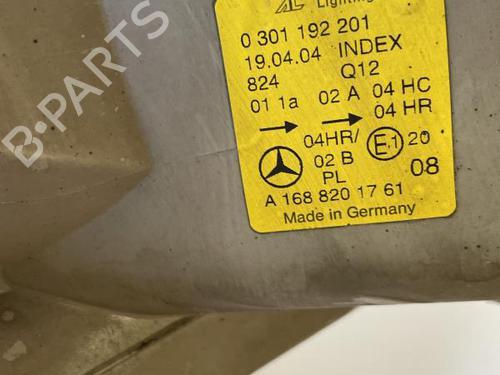 Lighting
0 301 192 201
19.04.04 INDEX
824 Q12
01 1a 02 A 04 HC
04 HR
04HR/ E1 20
02 B
PL 08
A 168 820 17 61
Made in Germany
B-PARTS